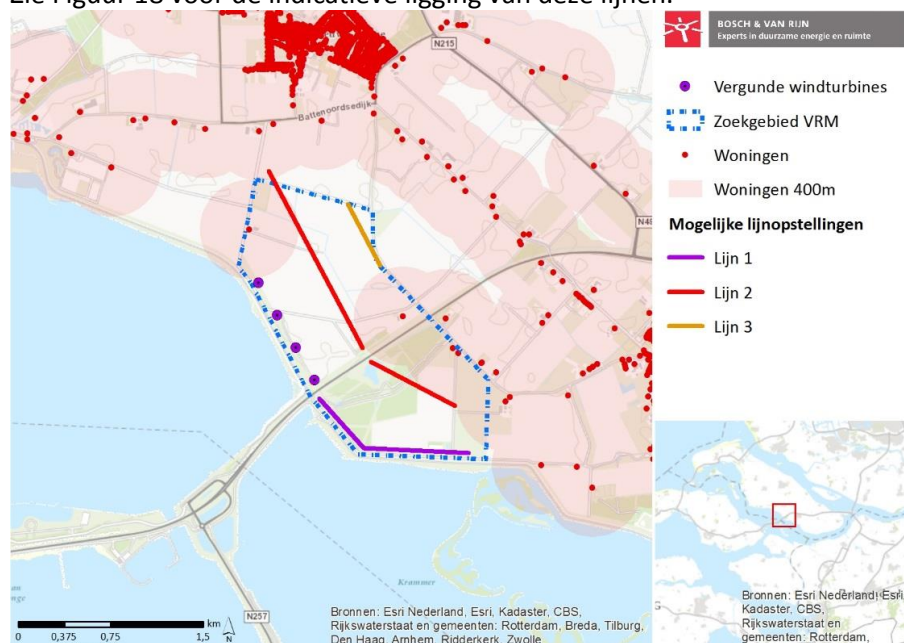 Zie Figuur 18 voor de indicatieve ligging van deze lijnen.
BOSCH & VAN RIJN
Experts in duurzame energie en ruimte
Vergunde windturbines
Zoekgebied VRM
Woningen
Woningen 400m
Mogelijke lijnopstellingen
Lijn 1
Lijn 2
Lijn 3
N215
Battenoordsedijk
Krammer
N257
km
0 0,375 0,75 1,5
N
Bronnen: Esri Nederland, Esri, Kadaster, CBS,
Rijkswaterstaat en gemeenten: Rotterdam, Breda, Tilburg,
Den Haag, Arnhem, Ridderkerk, Zwolle
Bronnen: Esri Nederland, Esri,
Kadaster, CBS,
Rijkswaterstaat en
gemeenten: Rotterdam,